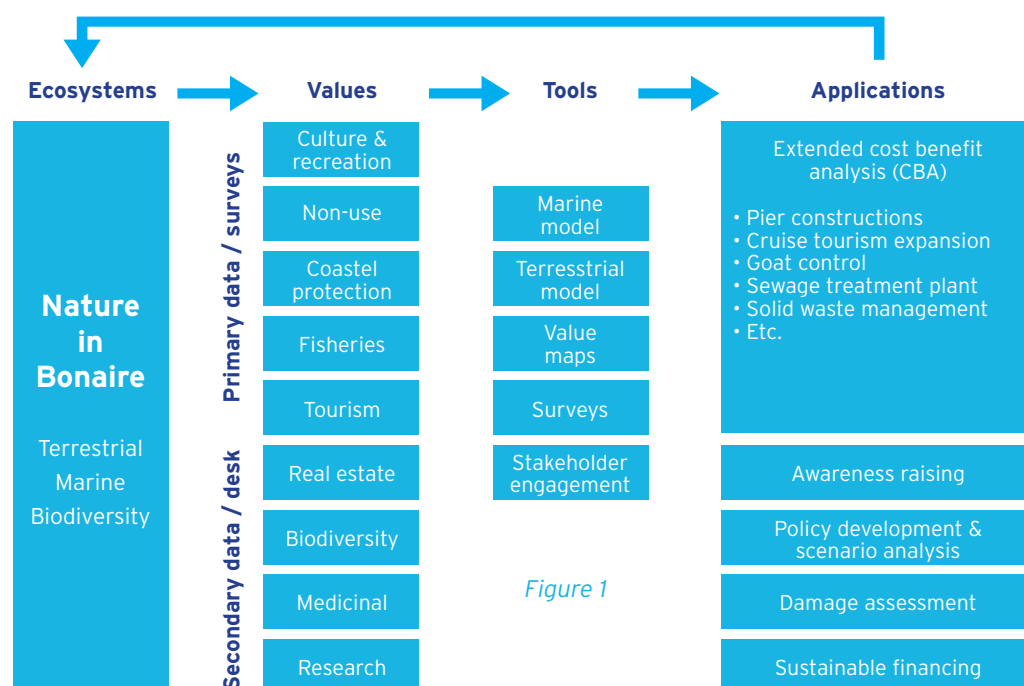 Ecosystems
Values
Tools
Applications
Nature
in
Bonaire
Terrestrial
Marine
Biodiversity
Primary data / surveys
Secondary data / desk
Culture &
recreation
Non-use
Coastel
protection
Fisheries
Tourism
Real estate
Biodiversity
Medicinal
Research
Marine
model
Terresstrial
model
Value
maps
Surveys
Stakeholder
engagement
Figure 1
Extended cost benefit
analysis (CBA)
• Pier constructions
• Cruise tourism expansion
• Goat control
• Sewage treatment plant
• Solid waste management
• Etc.
Awareness raising
Policy development &
scenario analysis
Damage assessment
Sustainable financing